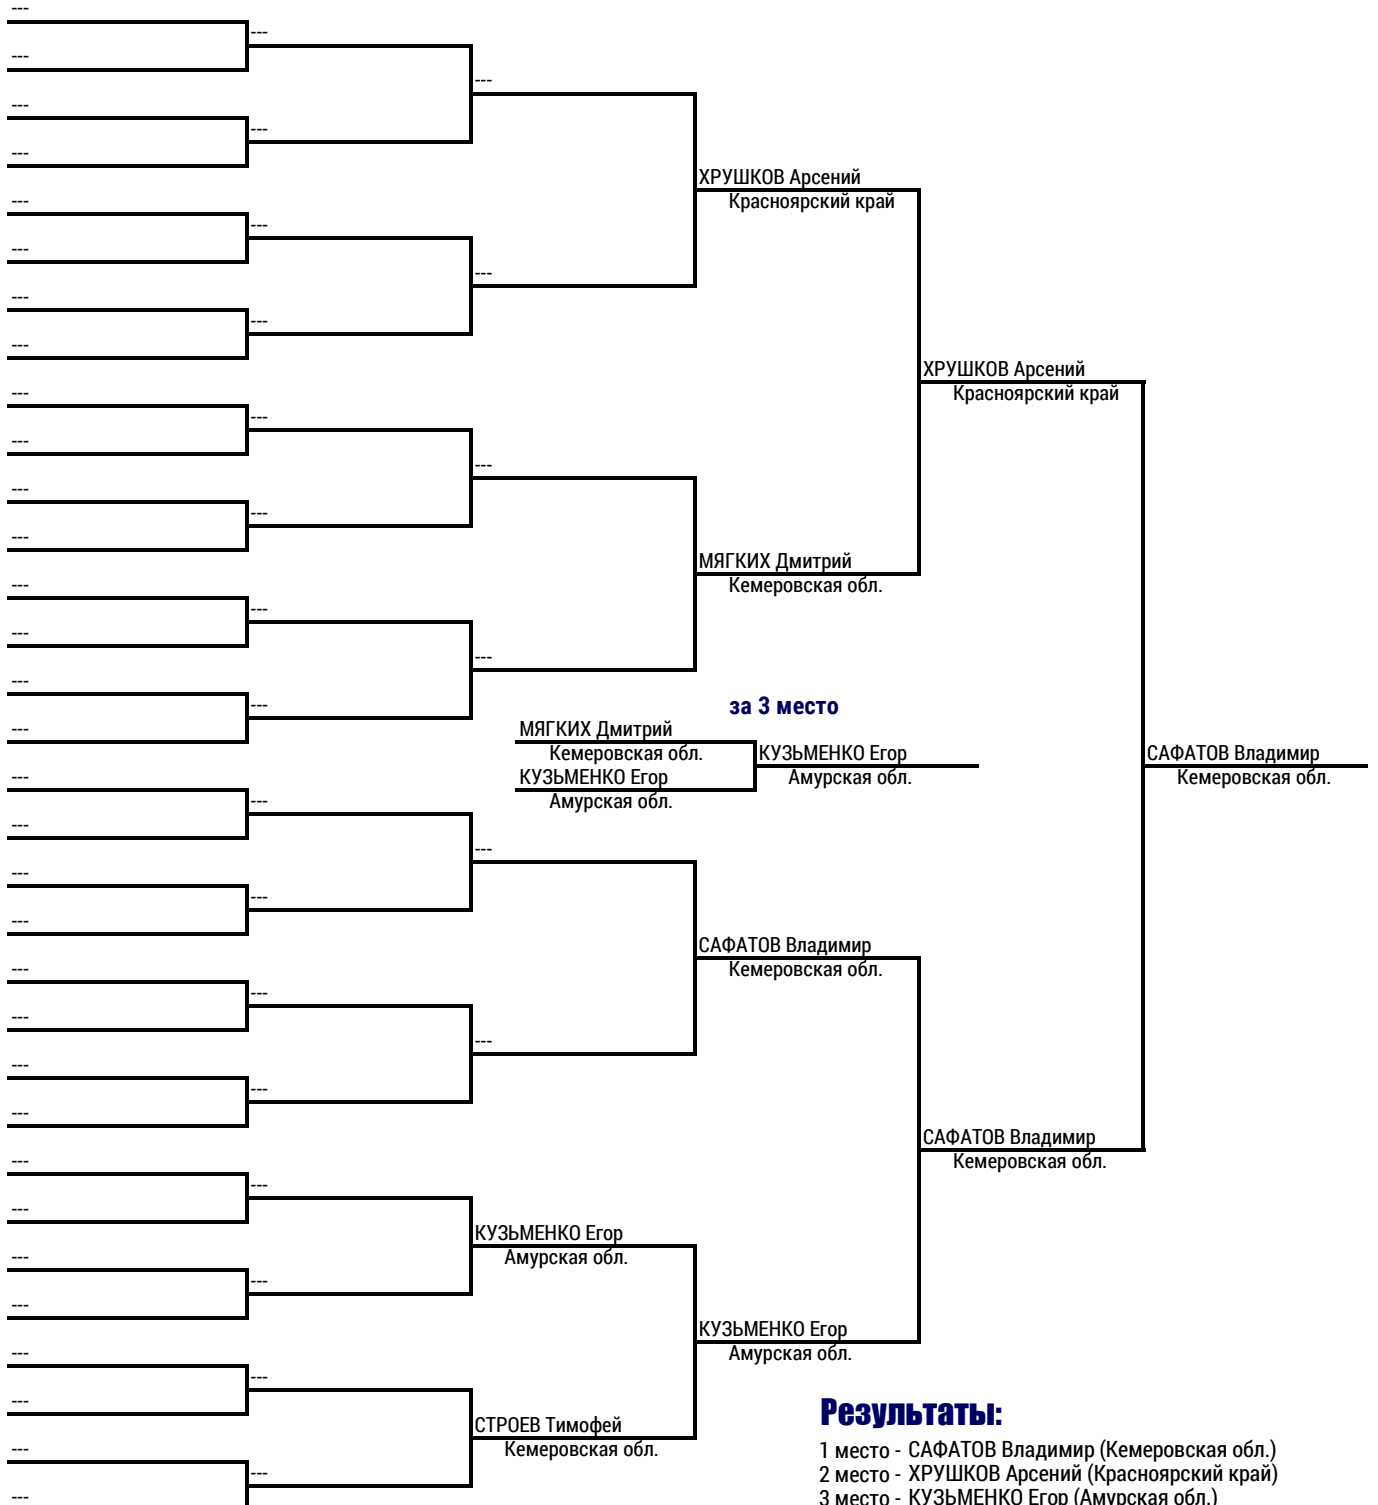 ---
---
---
---
---
---
---
ХРУШКОВ Арсений
---
Красноярский край
---
---
---
---
---
---
ХРУШКОВ Арсений
---
Красноярский край
---
---
---
---
---
---
МЯГКИХ Дмитрий
---
Кемеровская обл.
---
---
---
---
---
за 3 место
---
МЯГКИХ Дмитрий
Кемеровская обл.
КУЗЬМЕНКО Егор
САФАТОВ Владимир
---
КУЗЬМЕНКО Егор
Амурская обл.
Кемеровская обл.
---
Амурская обл.
---
---
---
---
---
САФАТОВ Владимир
---
Кемеровская обл.
---
---
---
---
---
---
САФАТОВ Владимир
---
Кемеровская обл.
---
---
КУЗЬМЕНКО Егор
---
Амурская обл.
---
---
КУЗЬМЕНКО Егор
---
Амурская обл.
---
---
Результаты:
СТРОЕВ Тимофей
---
Кемеровская обл.
1 место - САФАТОВ Владимир (Кемеровская обл.)
---
2 место - ХРУШКОВ Арсений (Красноярский край)
---
3 место - КУЗЬМЕНКО Егор (Амурская обл.)